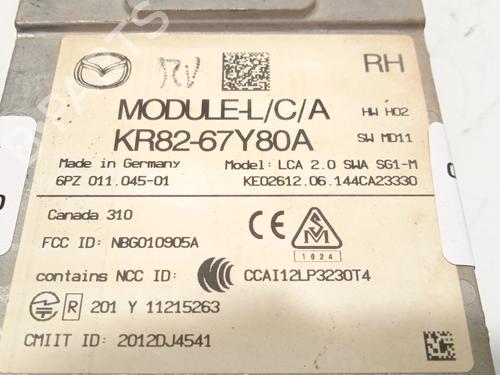 RV
RH
MODULE-L/C/A
HW H02
KR82-67Y80A
SW MD11
Made in Germany
Model: LCA 2.0 SWA SG1-M
6PZ 011.045-01
KE02612.06.144CA23330
Canada 310
FCC ID: NBG010905A
CE
SM
1024
contains NCC ID:
CCAI12LP3230T4
R 201 Y 11215263
CMIIT ID: 2012DJ4541